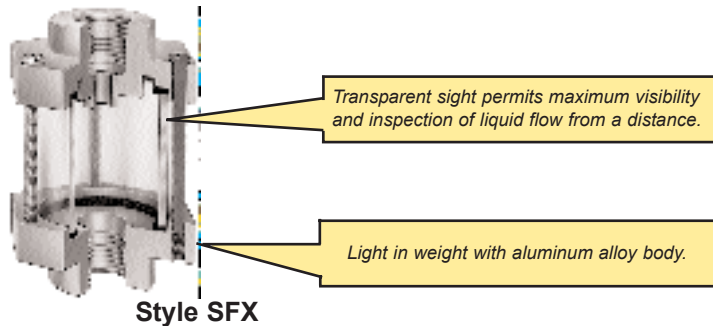 Transparent sight permits maximum visibility
and inspection of liquid flow from a distance.
Light in weight with aluminum alloy body.
Style SFX